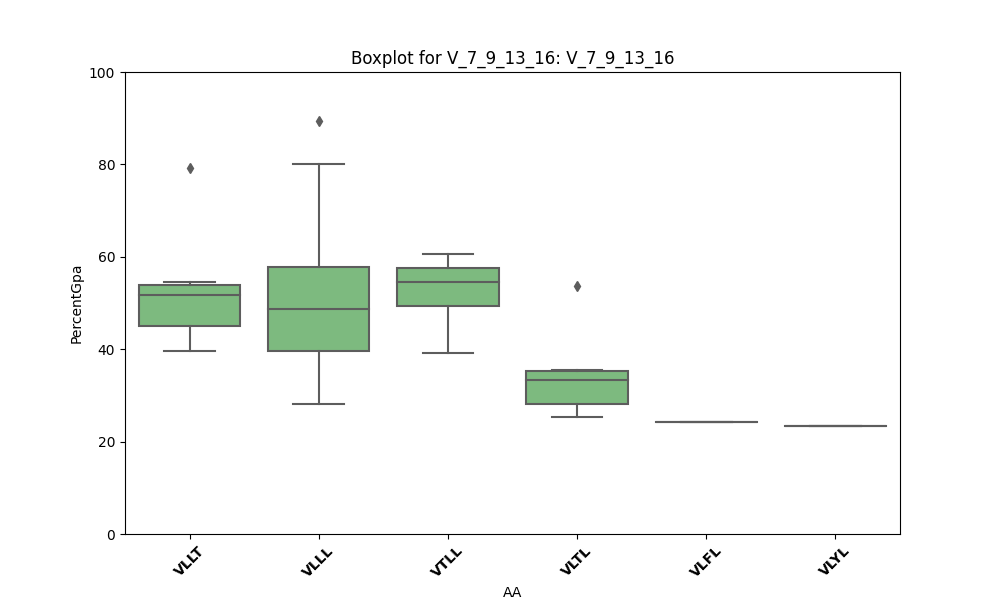 Boxplot for V_7_9_13_16: V_7_9_13_16
100
80
60
40
20
0
PercentGpa
VLLT
VLLL
VTLL
VLTL
VLFL
VLYL
AA